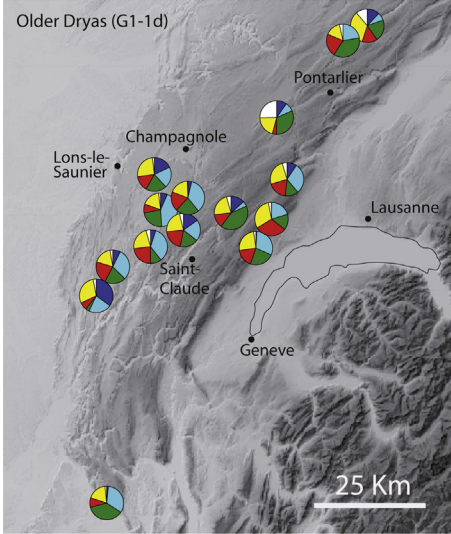 Older Dryas (G1-1d)
Pontarlier
Champagnole
Lons-le-
Saunier
Lausanne
Saint-
Claude
Geneve
25 Km